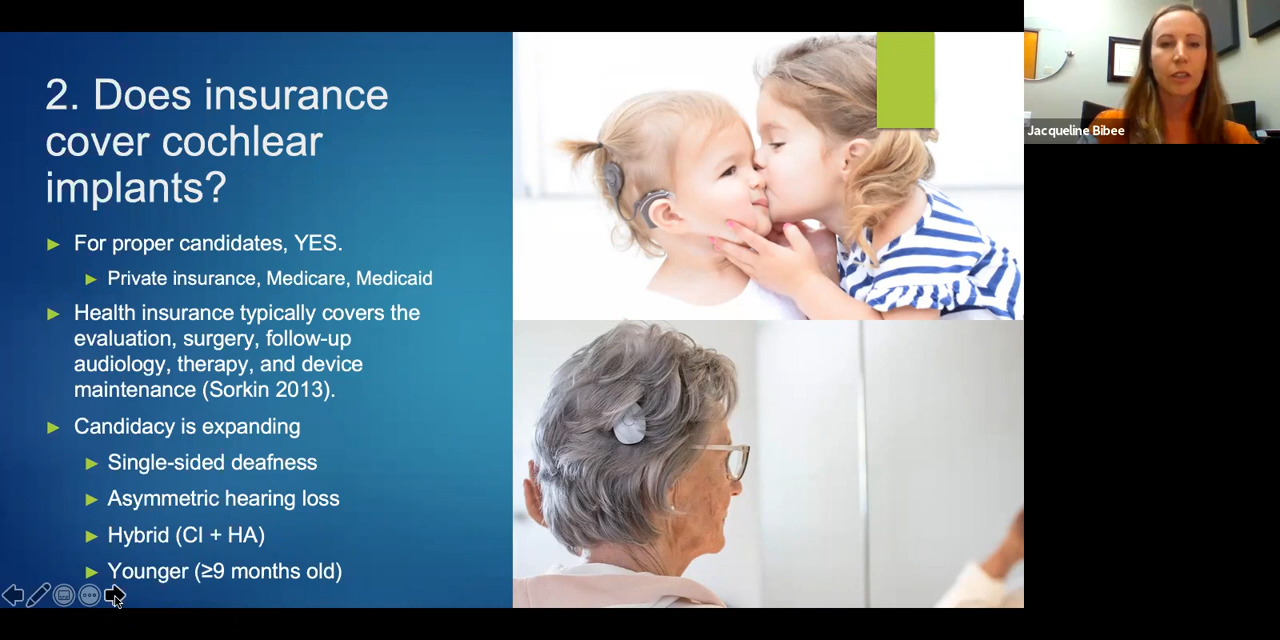 2. Does insurance
cover cochlear
implants?
For proper candidates, YES.
Private insurance, Medicare, Medicaid
Health insurance typically covers the
evaluation, surgery, follow-up
audiology, therapy, and device
maintenance (Sorkin 2013).
Candidacy is expanding
Single-sided deafness
Asymmetric hearing loss
Hybrid (CI + HA)
Younger (≥9 months old)
Jacqueline Bibee